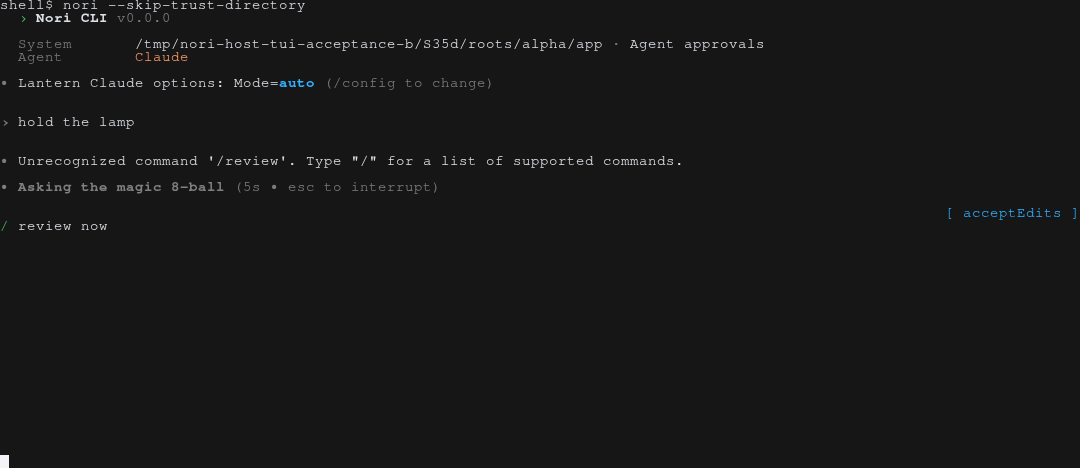 shell$ nori --skip-trust-directory
› Nori CLI v0.0.0
System /tmp/nori-host-tui-acceptance-b/S35d/roots/alpha/app · Agent approvals
Agent Claude
• Lantern Claude options: Mode=auto (/config to change)
› hold the lamp
• Unrecognized command '/review'. Type "/" for a list of supported commands.
• Asking the magic 8-ball (5s • esc to interrupt)
[ acceptEdits ]
/ review now